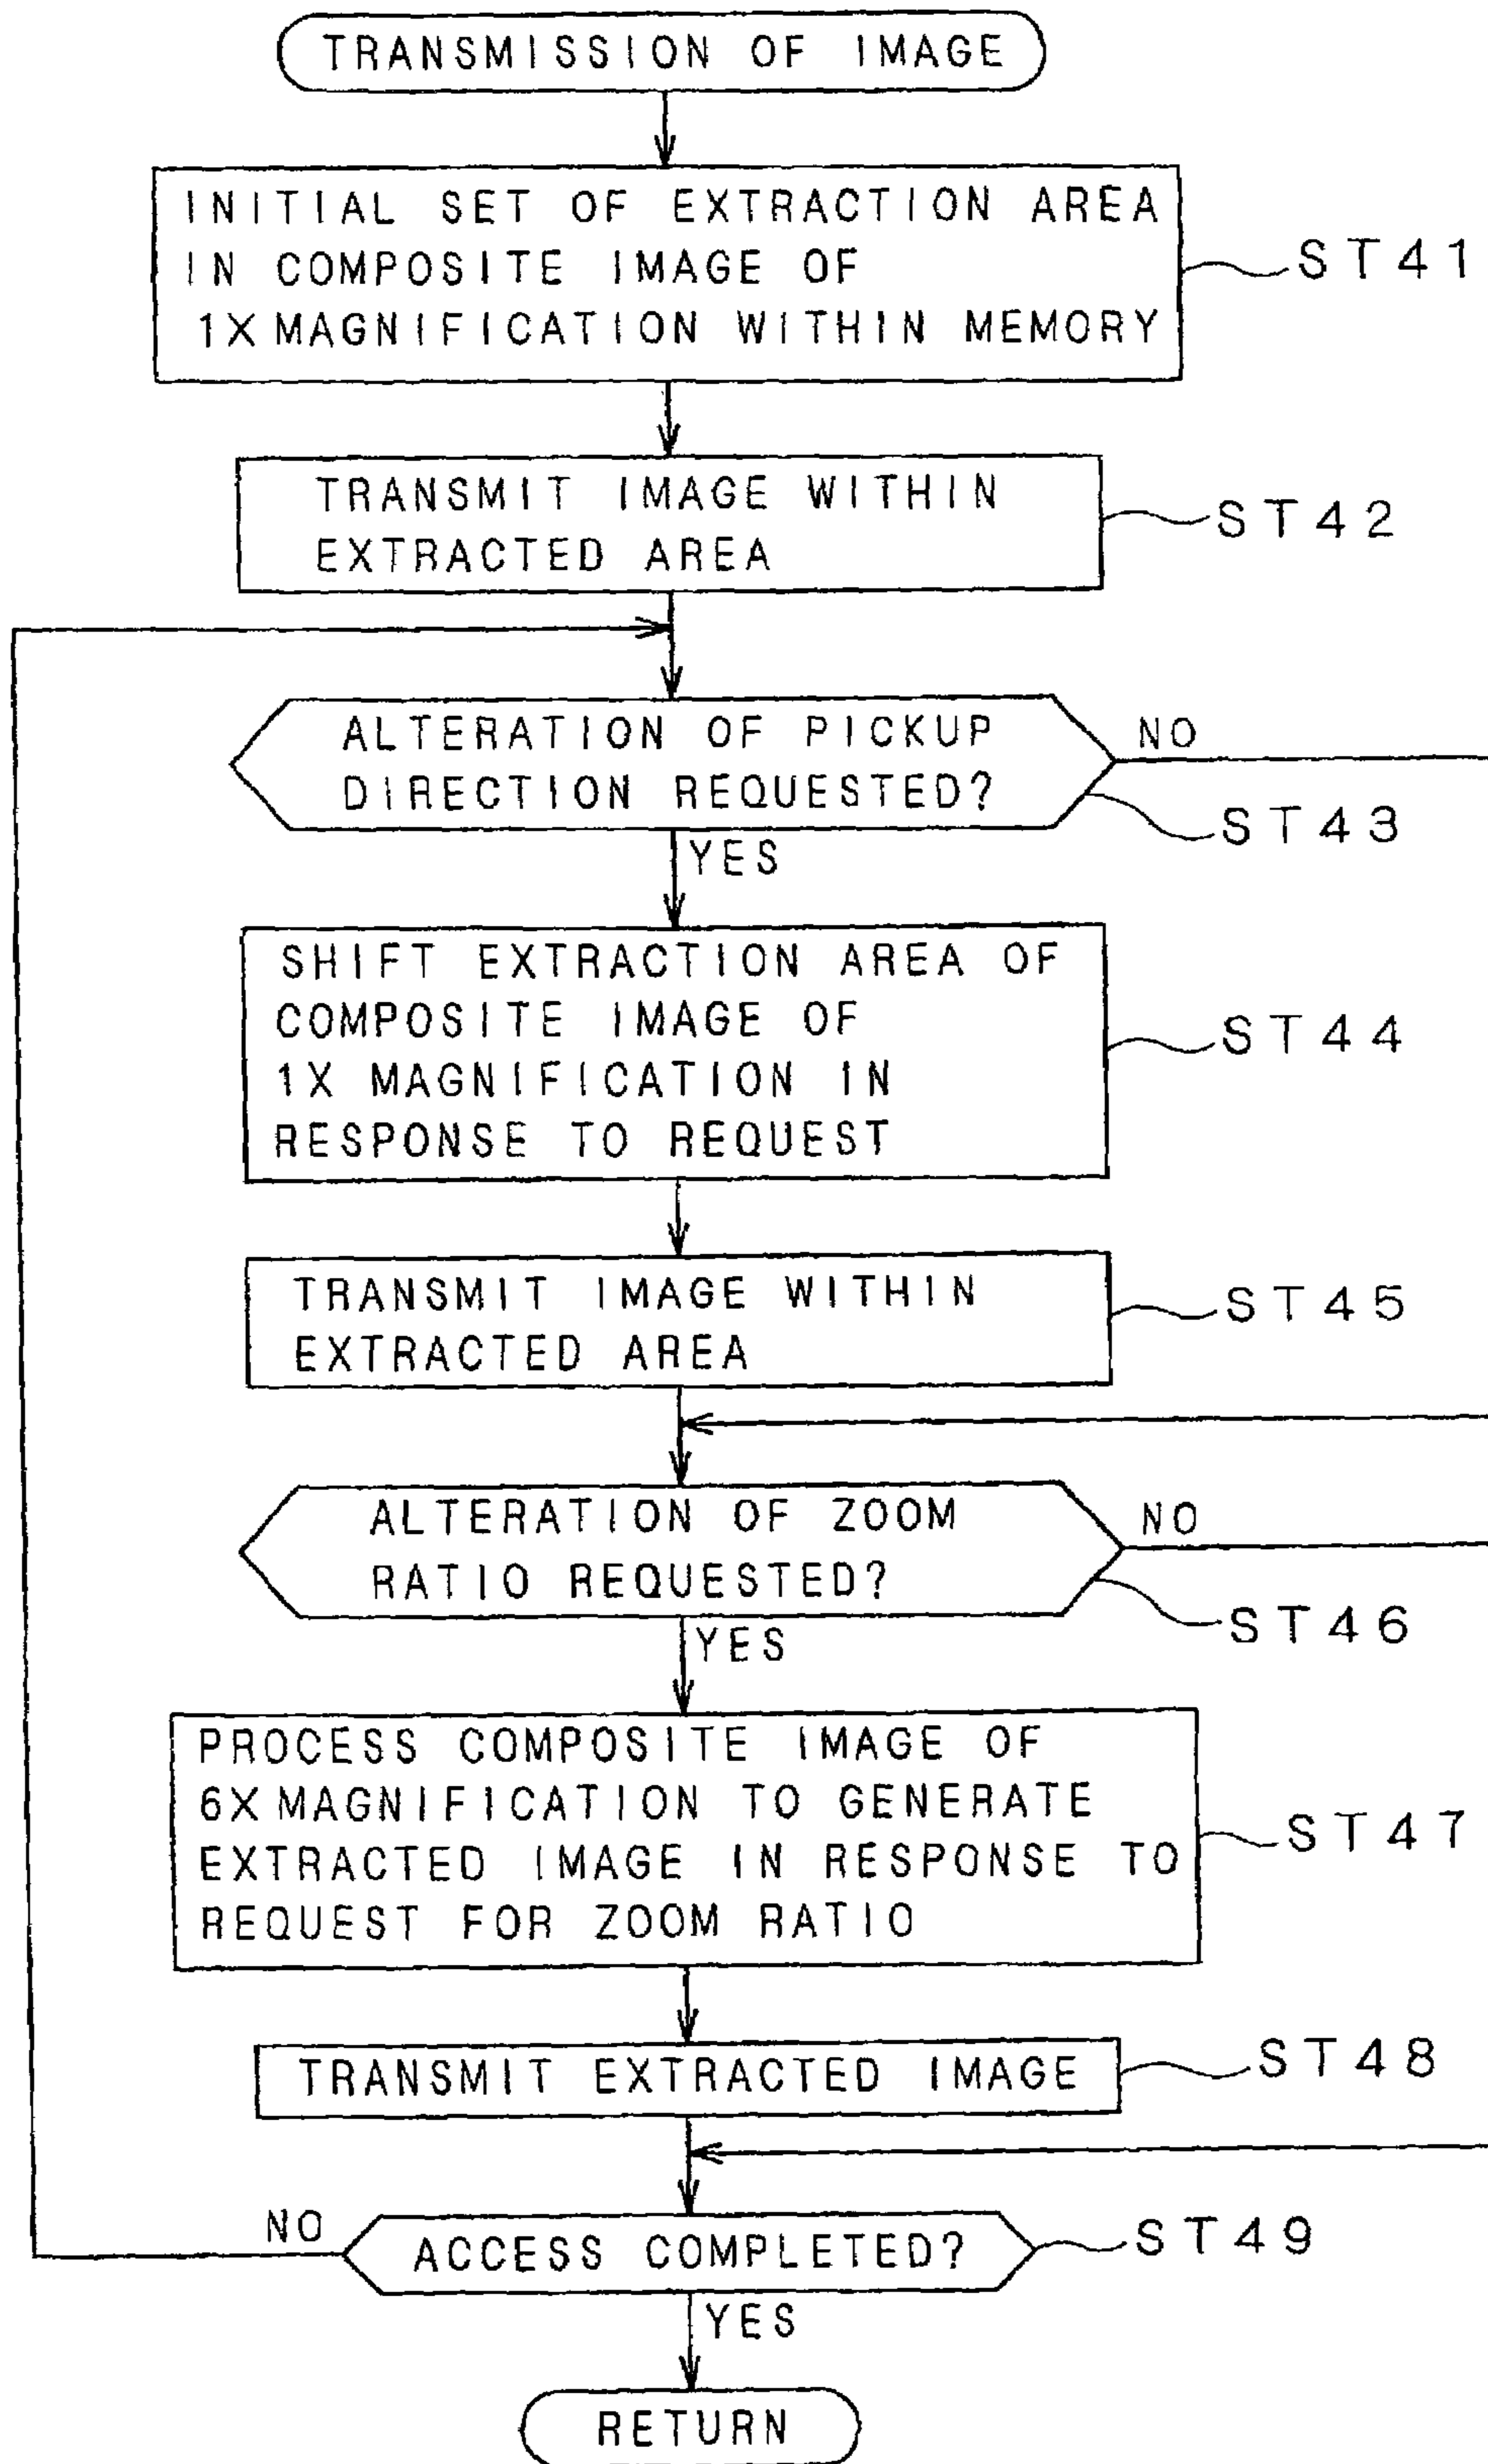 TRANSMISSION OF IMAGE
INITIAL SET OF EXTRACTION AREA
IN COMPOSITE IMAGE OF
1X MAGNIFICATION WITHIN MEMORY
ST41
TRANSMIT IMAGE WITHIN
EXTRACTED AREA
ST42
ALTERATION OF PICKUP
DIRECTION REQUESTED?
NO
ST43
YES
SHIFT EXTRACTION AREA OF
COMPOSITE IMAGE OF
1X MAGNIFICATION IN
RESPONSE TO REQUEST
ST44
TRANSMIT IMAGE WITHIN
EXTRACTED AREA
ST45
ALTERATION OF ZOOM
RATIO REQUESTED?
NO
ST46
YES
PROCESS COMPOSITE IMAGE OF
6X MAGNIFICATION TO GENERATE
EXTRACTED IMAGE IN RESPONSE TO
REQUEST FOR ZOOM RATIO
ST47
TRANSMIT EXTRACTED IMAGE
ST48
NO
ACCESS COMPLETED?
ST49
YES
RETURN